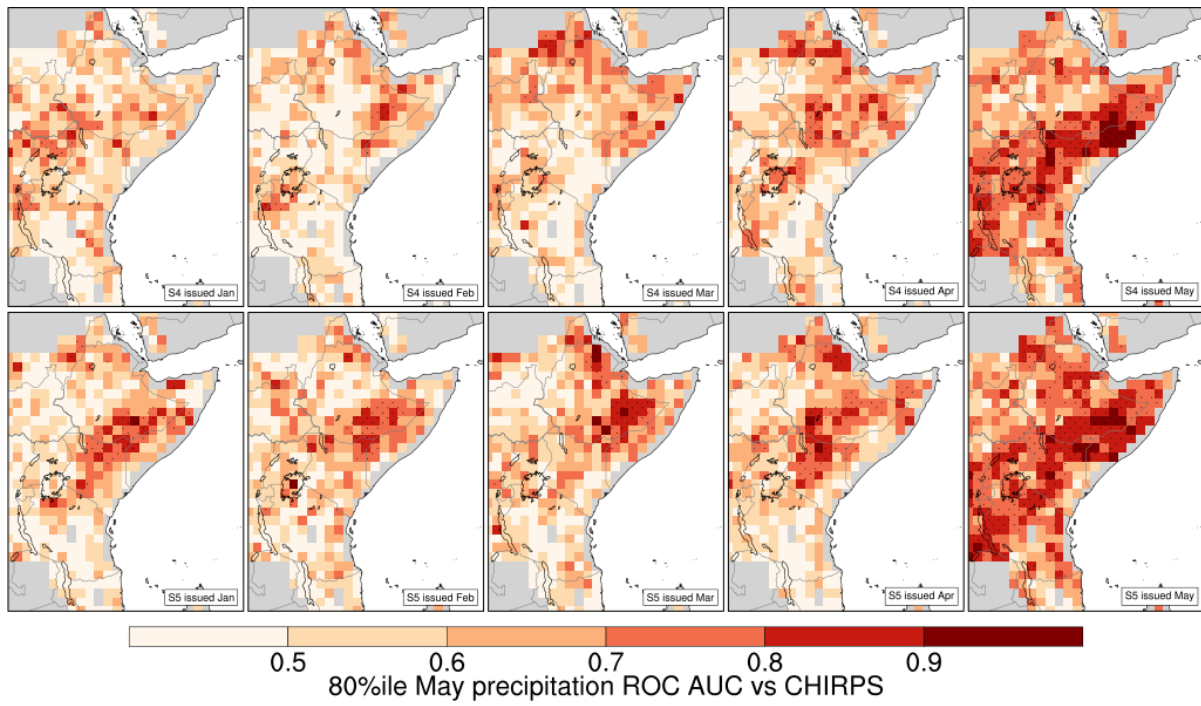 S4 issued Jan
S4 issued Feb
S4 issued Mar
S4 issued Apr
S4 issued May
S5 issued Jan
S5 issued Feb
S5 issued Mar
S5 issued Apr
S5 issued May
0.5 0.6 0.7 0.8 0.9
80%ile May precipitation ROC AUC vs CHIRPS